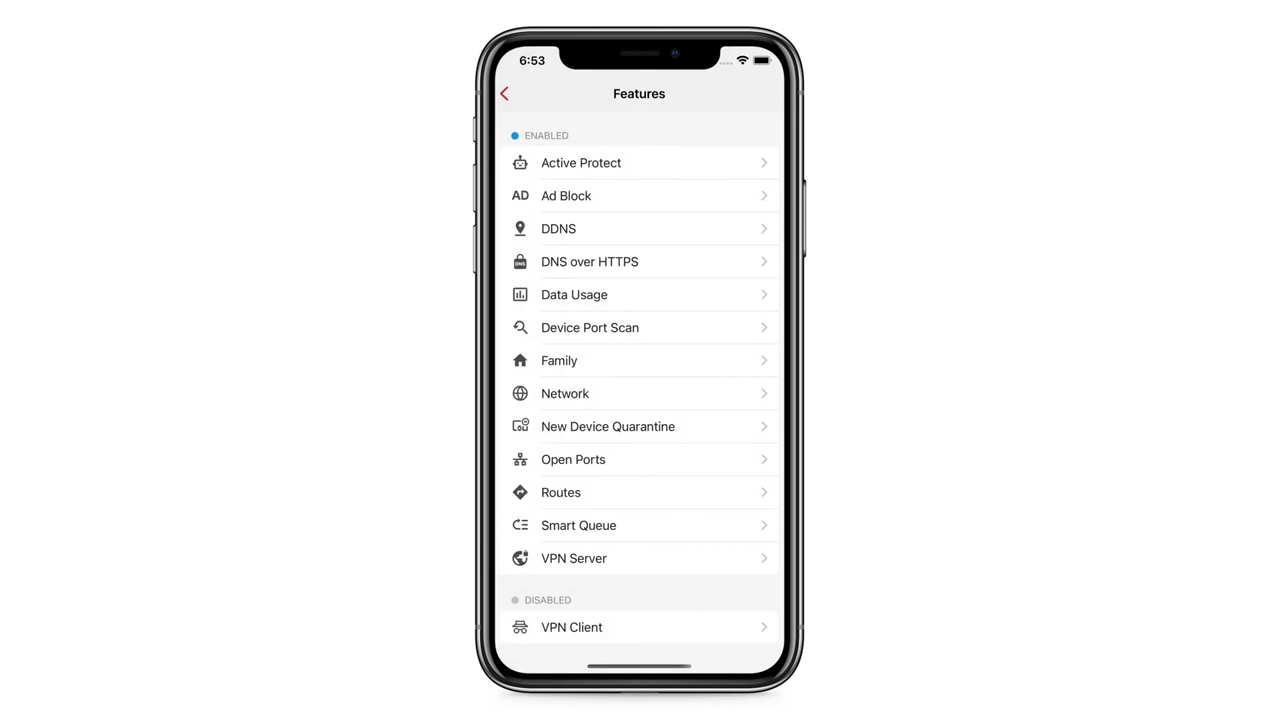 6:53
Features
ENABLED
Active Protect
AD Ad Block
DDNS
DNS DNS over HTTPS
Data Usage
Device Port Scan
Family
Network
New Device Quarantine
Open Ports
Routes
Smart Queue
VPN Server
DISABLED
VPN Client